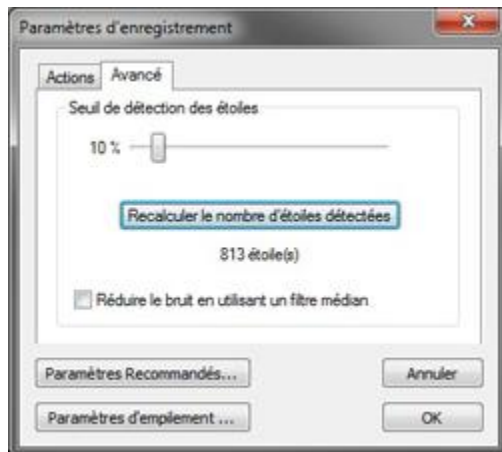 Paramètres d'enregistrement
Actions Avancé
Seuil de détection des étoiles
10 %
Recalculer le nombre d'étoiles détectées
813 étoile(s)
Réduire le bruit en utilisant un filtre médian
Paramètres Recommandés... Annuler
Paramètres d'empilement ... OK